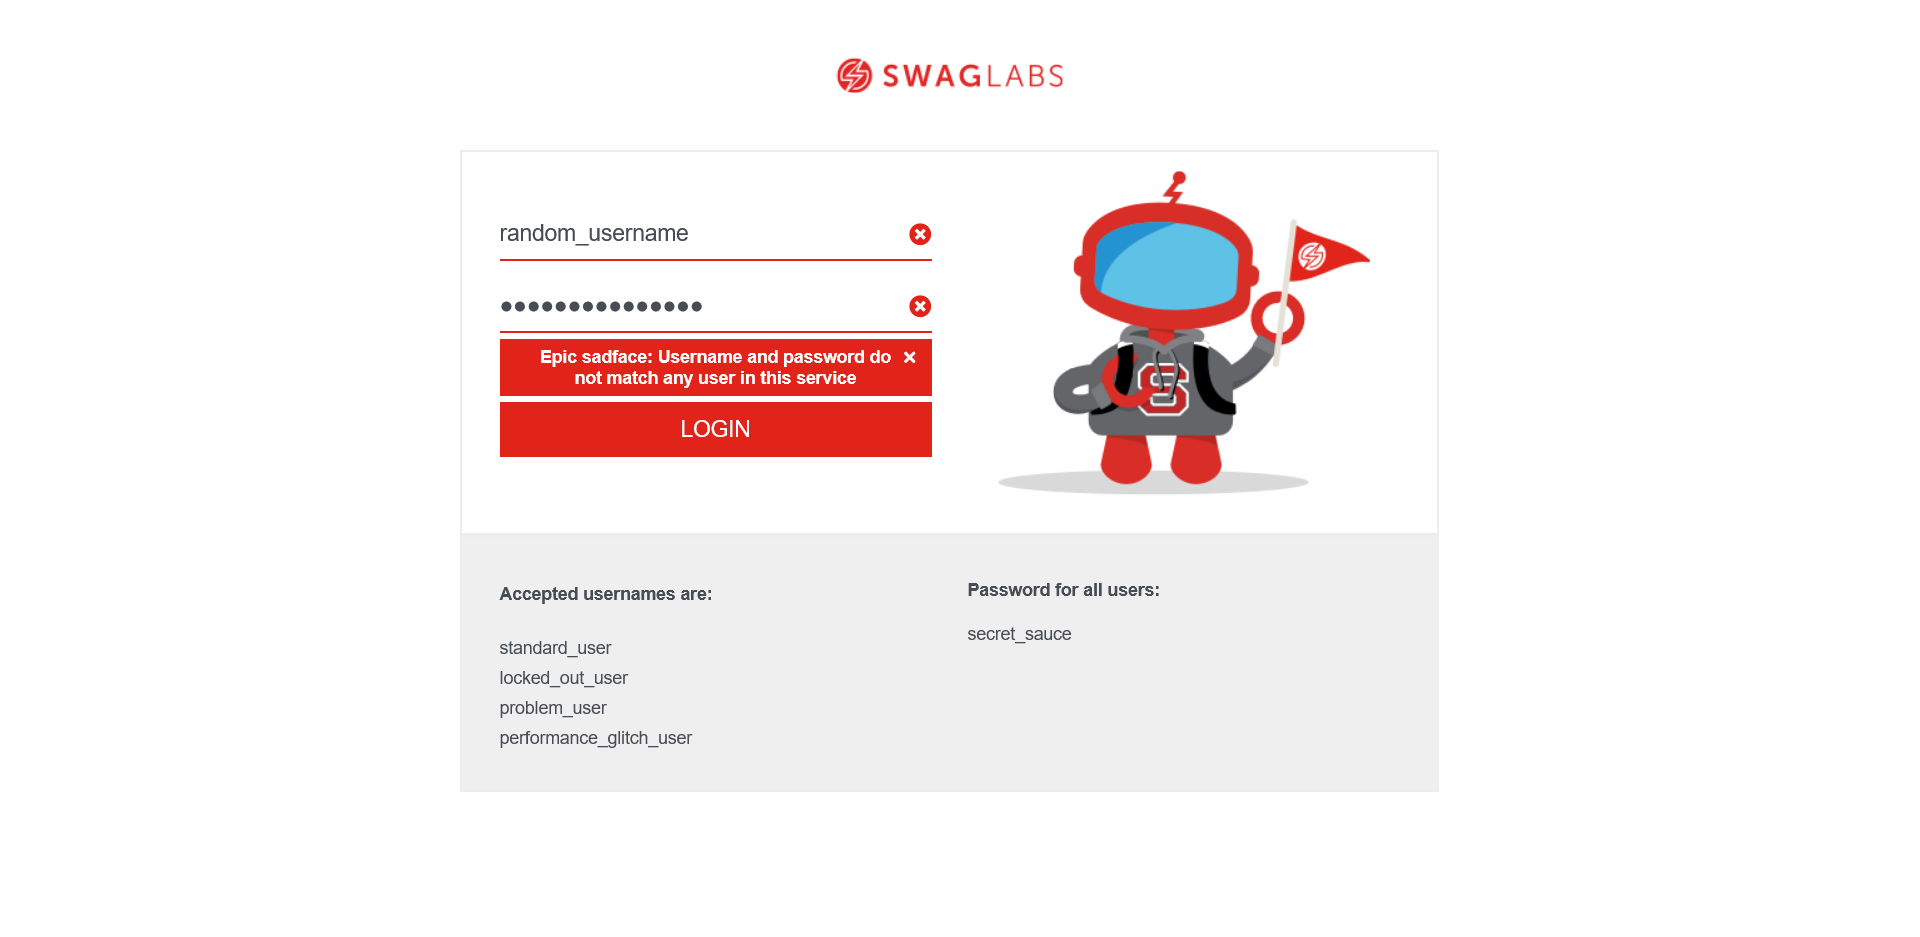 SWAGLABS
random_username
●●●●●●●●●●●●●●●
Epic sadface: Username and password do
not match any user in this service
LOGIN
S
Accepted usernames are:
standard_user
locked_out_user
problem_user
performance_glitch_user
Password for all users:
secret_sauce